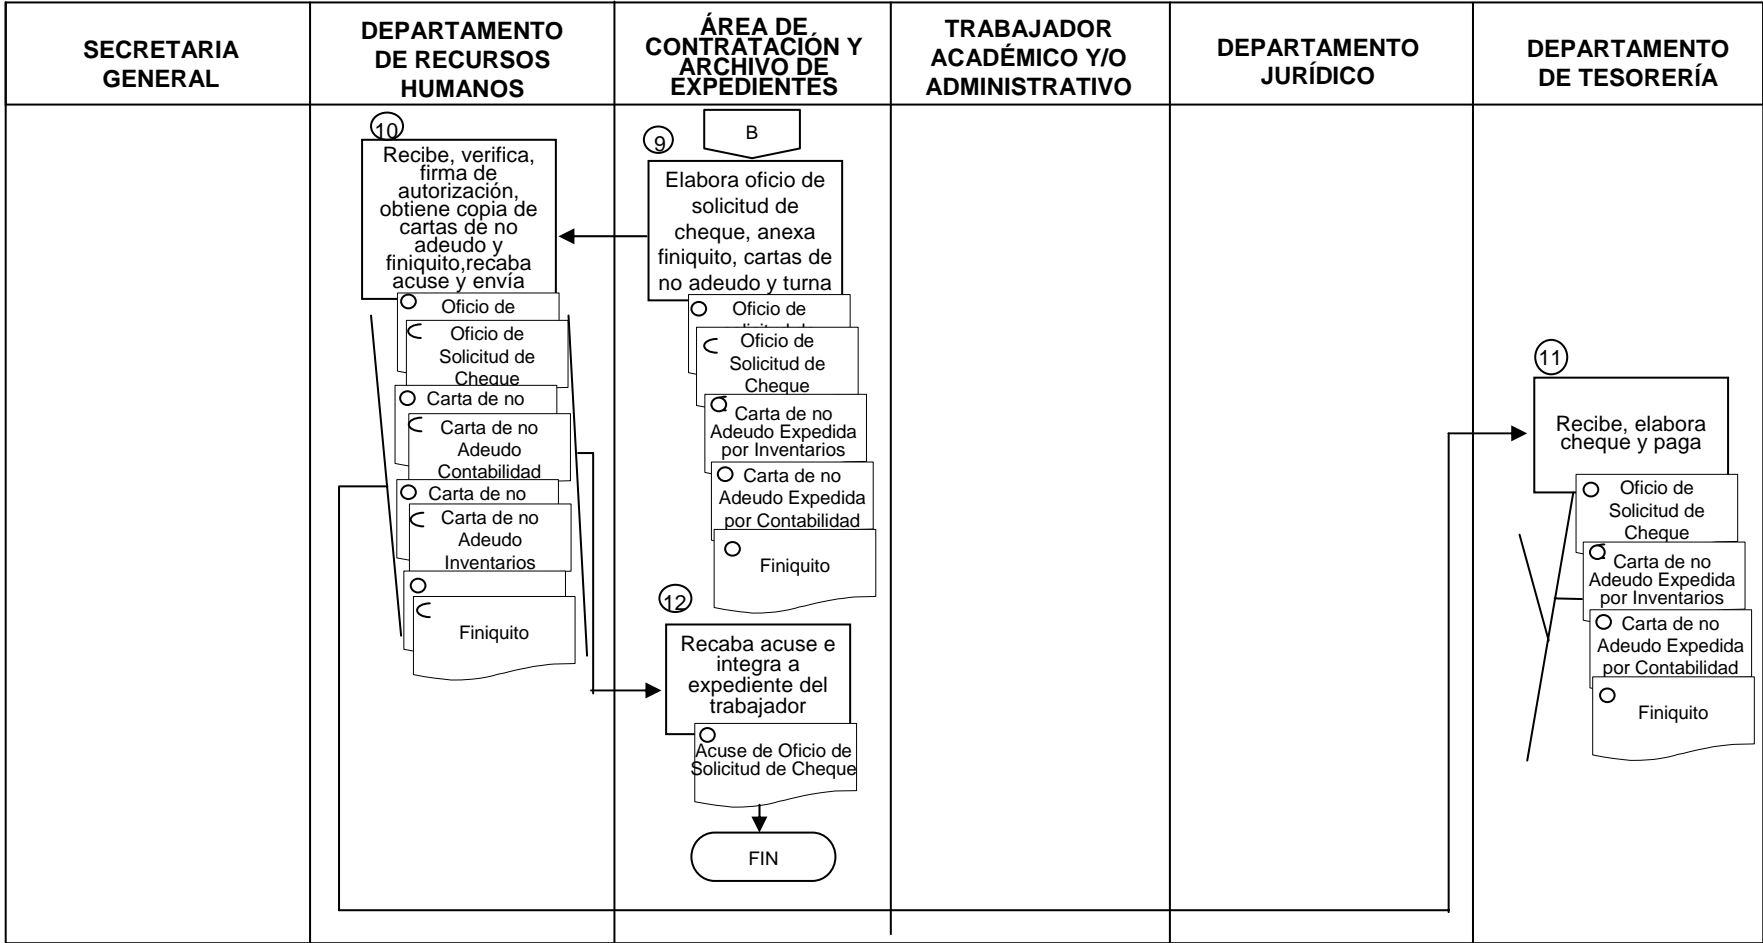 SECRETARIA
GENERAL
DEPARTAMENTO
DE RECURSOS
HUMANOS
ÁREA DE
CONTRATACIÓN Y
ARCHIVO DE
EXPEDIENTES
TRABAJADOR
ACADÉMICO Y/O
ADMINISTRATIVO
DEPARTAMENTO
JURÍDICO
DEPARTAMENTO
DE TESORERÍA
10
Recibe, verifica,
firma de
autorización,
obtiene copia de
cartas de no
adeudo y
finiquito,recaba
acuse y envía
Oficio de
Oficio de
Solicitud de
Cheque
Carta de no
Carta de no
Adeudo
Contabilidad
Carta de no
Carta de no
Adeudo
Inventarios
Finiquito
B
9
Elabora oficio de
solicitud de
cheque, anexa
finiquito, cartas de
no adeudo y turna
Oficio de
Oficio de
Solicitud de
Cheque
Carta de no
Adeudo Expedida
por Inventarios
Carta de no
Adeudo Expedida
por Contabilidad
Finiquito
12
Recaba acuse e
integra a
expediente del
trabajador
Acuse de Oficio de
Solicitud de Cheque
FIN
11
Recibe, elabora
cheque y paga
Oficio de
Solicitud de
Cheque
Carta de no
Adeudo Expedida
por Inventarios
Carta de no
Adeudo Expedida
por Contabilidad
Finiquito